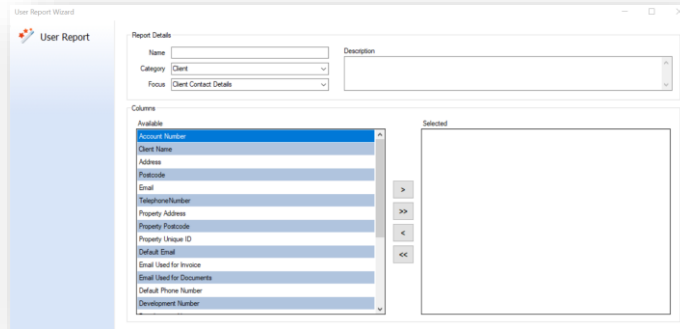 User Report Wizard
User Report
Report Details
Name
Description
Category Client
Focus Client Contact Details
Columns
Available
Selected
Account Number
Client Name
Address
Postcode
Email
TelephoneNumber
Property Address
Property Postcode
Property Unique ID
Default Email
Email Used for Invoice
Email Used for Documents
Default Phone Number
Development Number
>
>>
<
<<